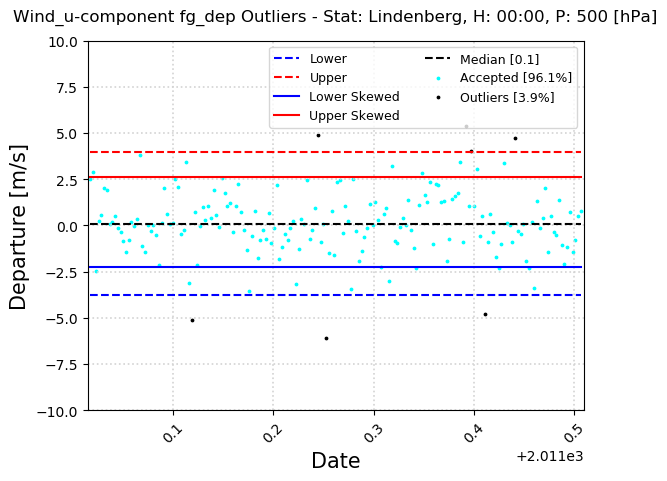 Wind_u-component fg_dep Outliers - Stat: Lindenberg, H: 00:00, P: 500 [hPa]
Lower
Upper
Lower Skewed
Upper Skewed
Median [0.1]
Accepted [96.1%]
Outliers [3.9%]
Departure [m/s]
10.0
7.5
5.0
2.5
0.0
−2.5
−5.0
−7.5
−10.0
0.1
0.2
0.3
0.4
0.5
+2.011e3
Date